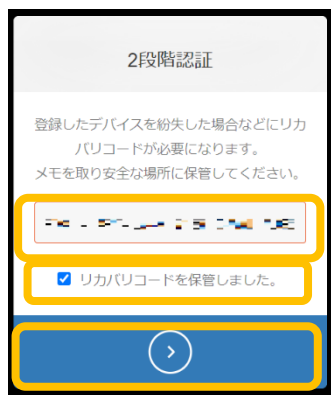 2段階認証
登録したデバイスを紛失した場合などにリカ
バリコードが必要になります。
メモを取り安全な場所に保管してください。
リカバリコードを保管しました。